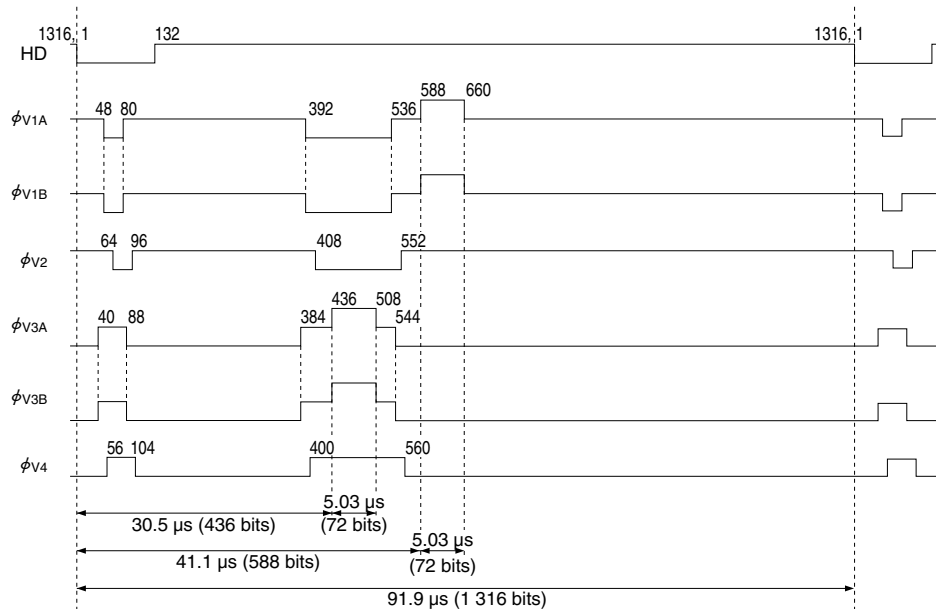 1316, 1 132 1316, 1
HD
48 80 392 536 588 660
ϕV1A
ϕV1B
64 96 408 552
ϕV2
436 508
40 88 384 544
ϕV3A
ϕV3B
56 104 400 560
ϕV4
5.03 µs
30.5 µs (436 bits) (72 bits)
5.03 µs
41.1 µs (588 bits) (72 bits)
91.9 µs (1 316 bits)